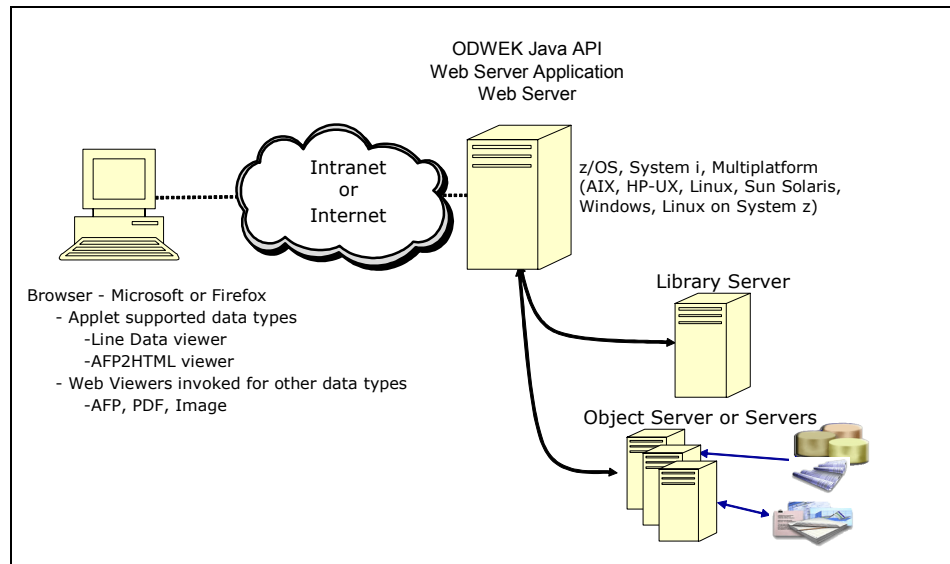 ODWEK Java API
Web Server Application
Web Server
Intranet
or
Internet
z/OS, System i, Multiplatform
(AIX, HP-UX, Linux, Sun Solaris,
Windows, Linux on System z)
Library Server
Browser - Microsoft or Firefox
- Applet supported data types
-Line Data viewer
-AFP2HTML viewer
- Web Viewers invoked for other data types
-AFP, PDF, Image
Object Server or Servers